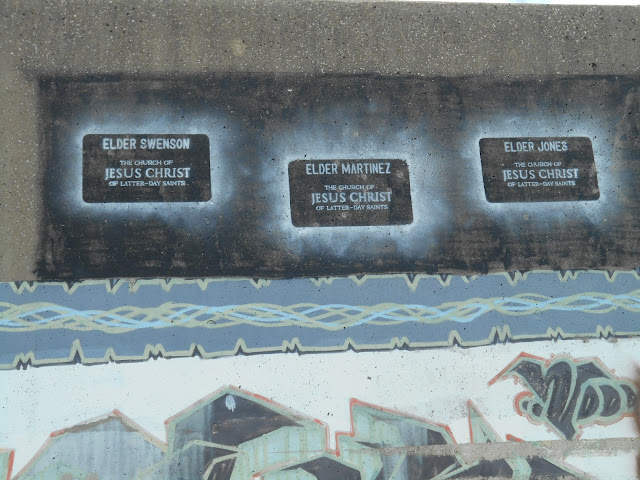 ELDER SWENSON
THE CHURCH OF
JESUS CHRIST
OF LATTER-DAY SAINTS
ELDER MARTINEZ
THE CHURCH OF
JESUS CHRIST
OF LATTER-DAY SAINTS
ELDER JONES
THE CHURCH OF
JESUS CHRIST
OF LATTER-DAY SAINTS